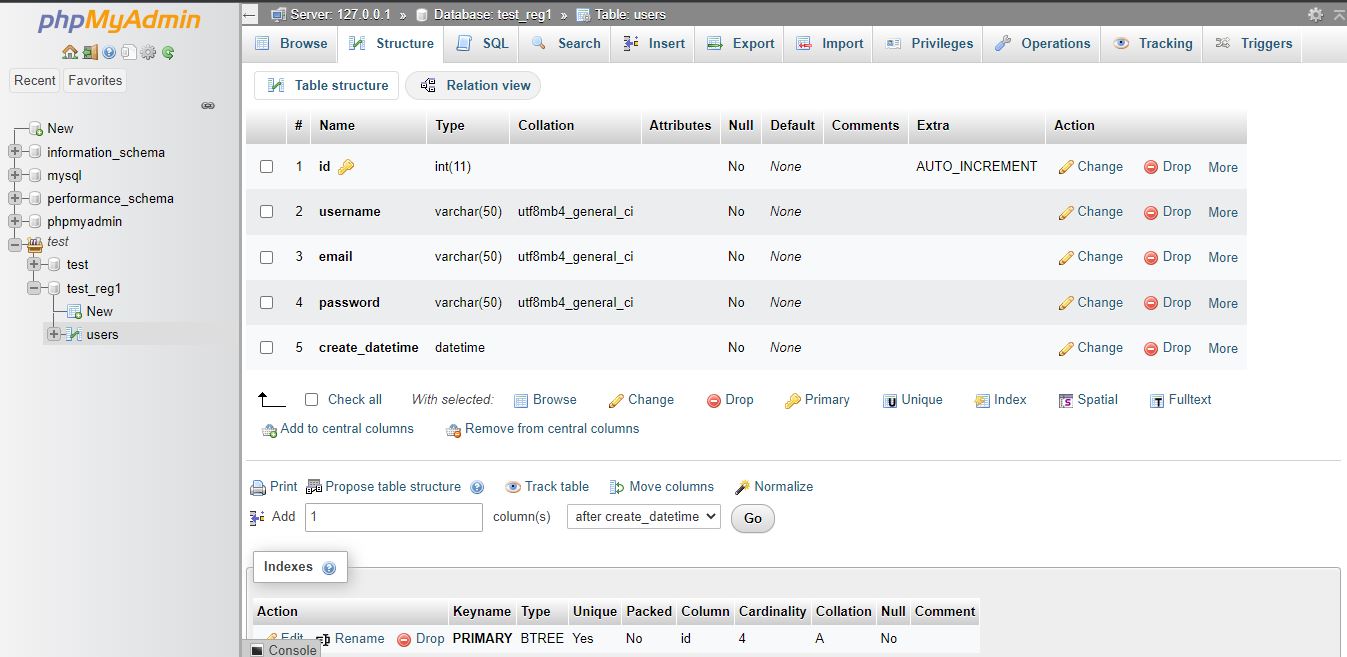 phpMyAdmin
Recent Favorites
New
information_schema
mysql
performance_schema
phpmyadmin
test
test
test_reg1
New
users
Server: 127.0.0.1 » Database: test_reg1 » Table: users
Browse Structure SQL Search Insert Export Import Privileges Operations Tracking Triggers
Table structure Relation view
# Name Type Collation Attributes Null Default Comments Extra Action
1 id int(11) No None AUTO_INCREMENT Change Drop More
2 username varchar(50) utf8mb4_general_ci No None Change Drop More
3 email varchar(50) utf8mb4_general_ci No None Change Drop More
4 password varchar(50) utf8mb4_general_ci No None Change Drop More
5 create_datetime datetime No None Change Drop More
Check all With selected: Browse Change Drop Primary Unique Index Spatial Fulltext
Add to central columns Remove from central columns
Print Propose table structure Track table Move columns Normalize
Add 1 column(s) after create_datetime Go
Indexes
Action Keyname Type Unique Packed Column Cardinality Collation Null Comment
Edit Rename Drop PRIMARY BTREE Yes No id 4 A No
Console